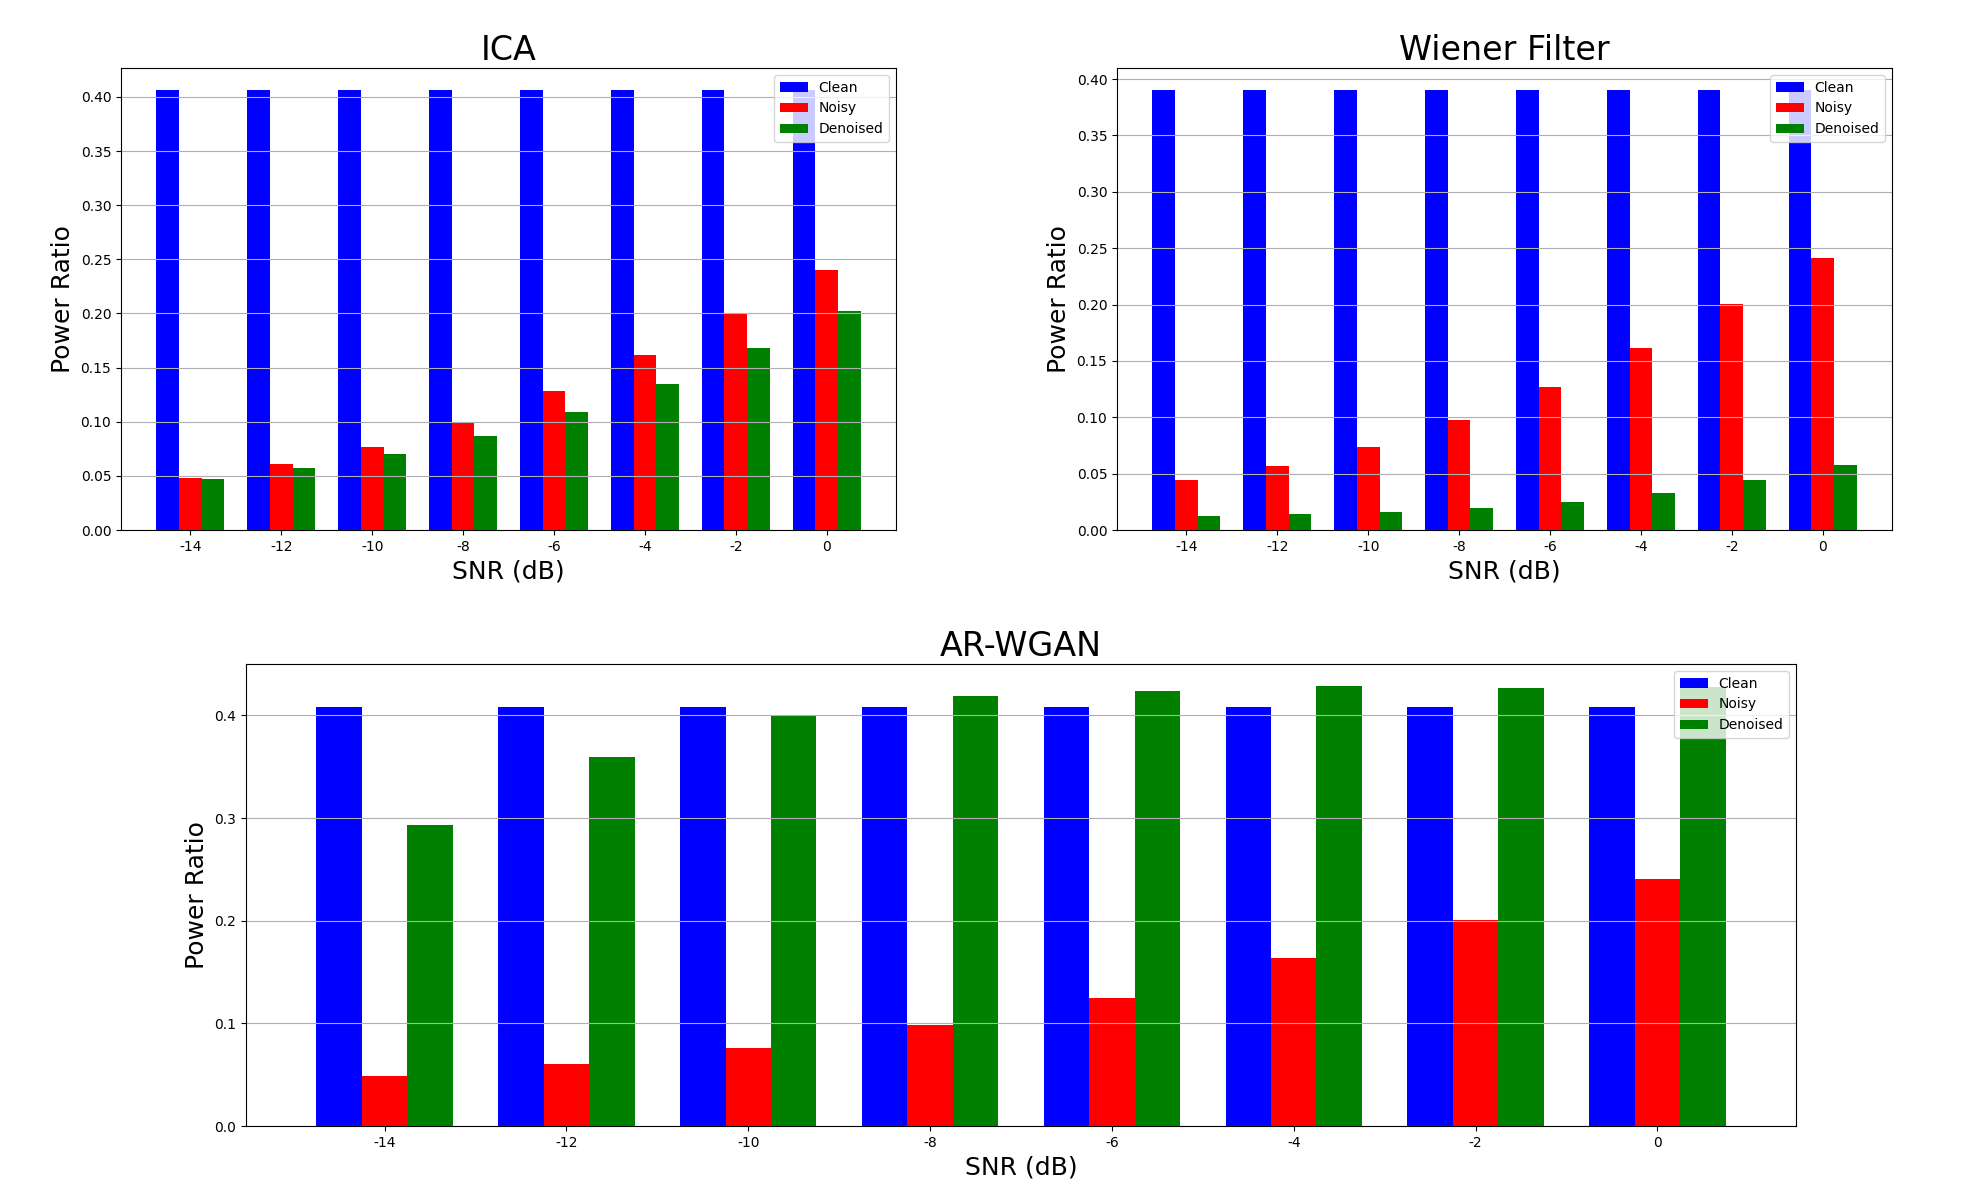 ICA
Power Ratio
0.40
0.35
0.30
0.25
0.20
0.15
0.10
0.05
0.00
Clean
Noisy
Denoised
-14 -12 -10 -8 -6 -4 -2 0
SNR (dB)
Wiener Filter
Power Ratio
0.40
0.35
0.30
0.25
0.20
0.15
0.10
0.05
0.00
Clean
Noisy
Denoised
-14 -12 -10 -8 -6 -4 -2 0
SNR (dB)
AR-WGAN
Power Ratio
0.4
0.3
0.2
0.1
0.0
Clean
Noisy
Denoised
-14 -12 -10 -8 -6 -4 -2 0
SNR (dB)